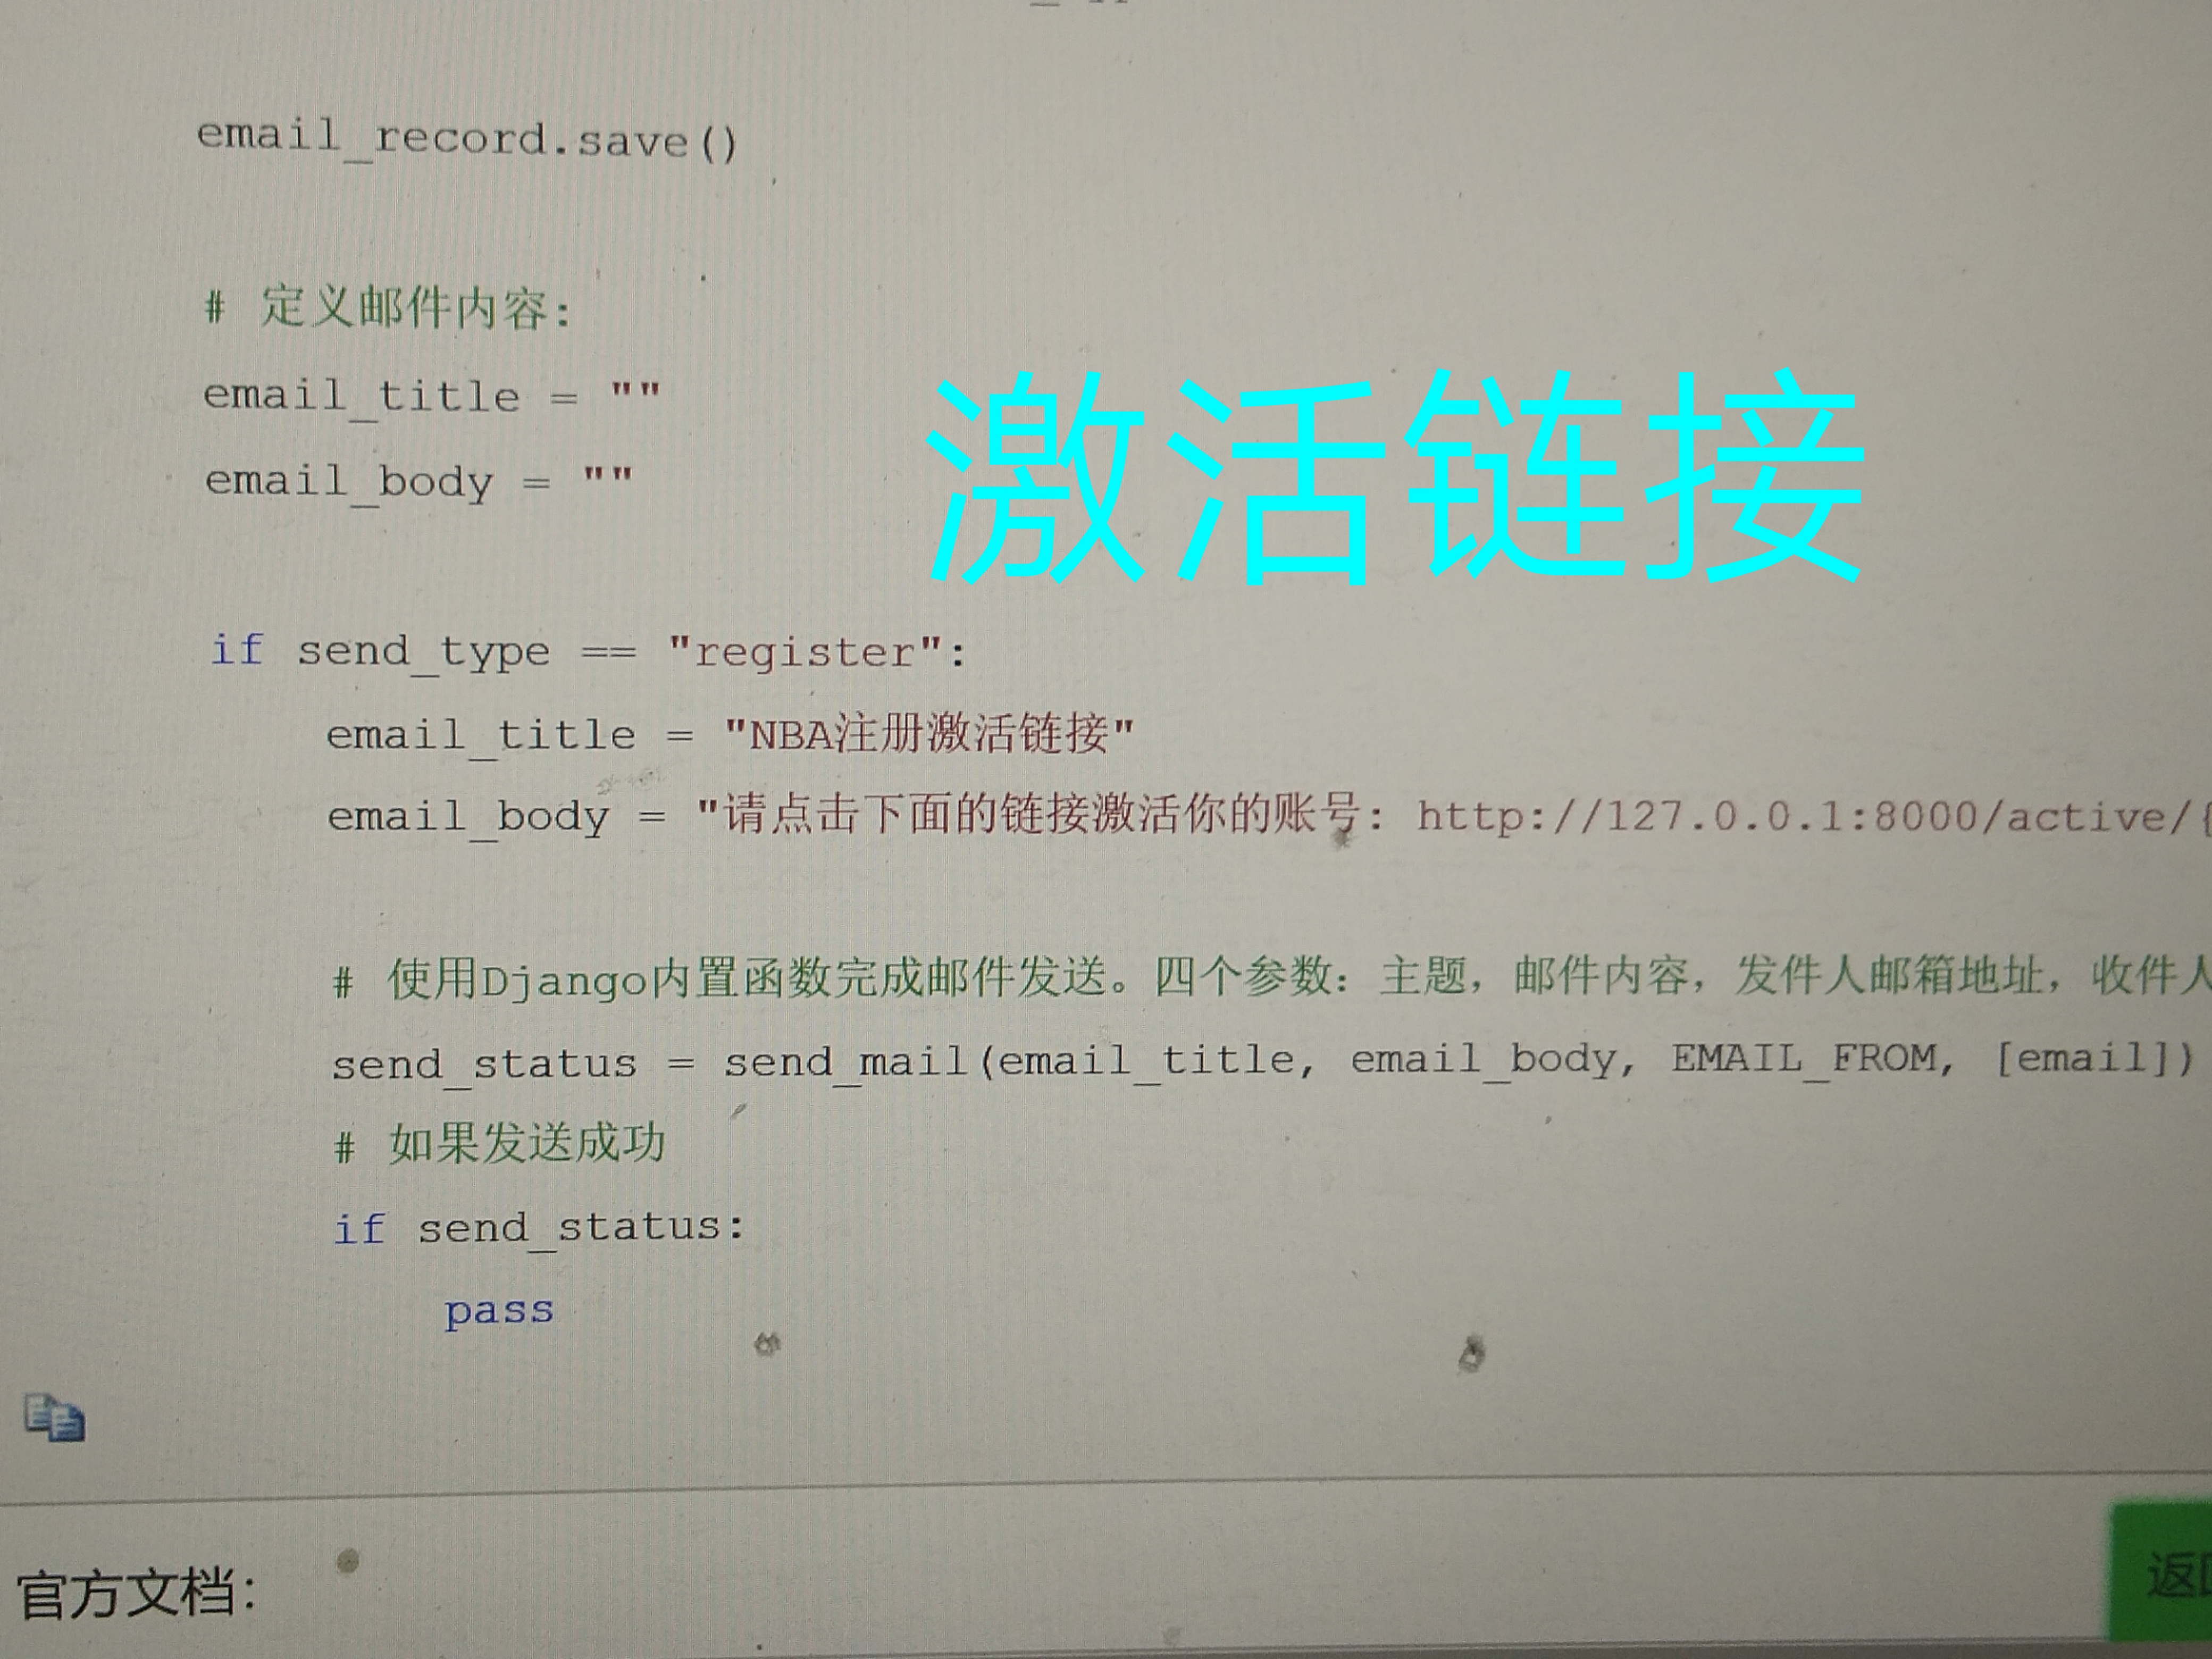 email_record.save()
# 定义邮件内容:
email_title = ""
email_body = ""
激活链接
if send_type == "register":
email_title = "NBA注册激活链接"
email_body = "请点击下面的链接激活你的账号: http://127.0.0.1:8000/active/{
# 使用Django内置函数完成邮件发送。四个参数: 主题, 邮件内容, 发件人邮箱地址, 收件人
send_status = send_mail(email_title, email_body, EMAIL_FROM, [email])
# 如果发送成功
if send_status:
pass
官方文档:
返回